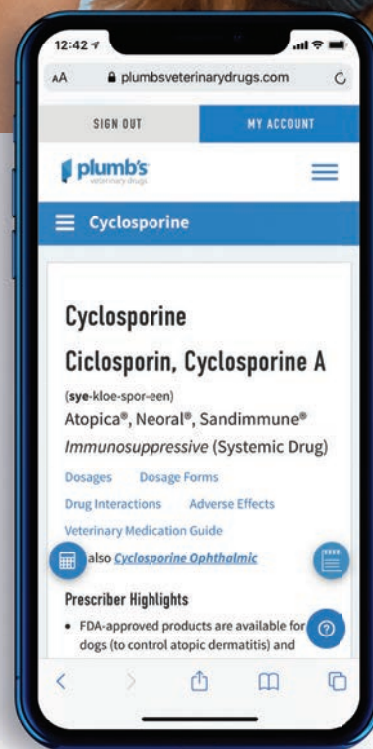 12:42
AA plumbsveterinarydrugs.com
SIGN OUT MY ACCOUNT
plumb's
veterinary drugs
Cyclosporine
Cyclosporine
Ciclosporin, Cyclosporine A
(sye-kloe-spor-een)
Atopica®, Neoral®, Sandimmune®
Immunosuppressive (Systemic Drug)
Dosages Dosage Forms
Drug Interactions Adverse Effects
Veterinary Medication Guide
also Cyclosporine Ophthalmic
Prescriber Highlights
• FDA-approved products are available for
dogs (to control atopic dermatitis) and